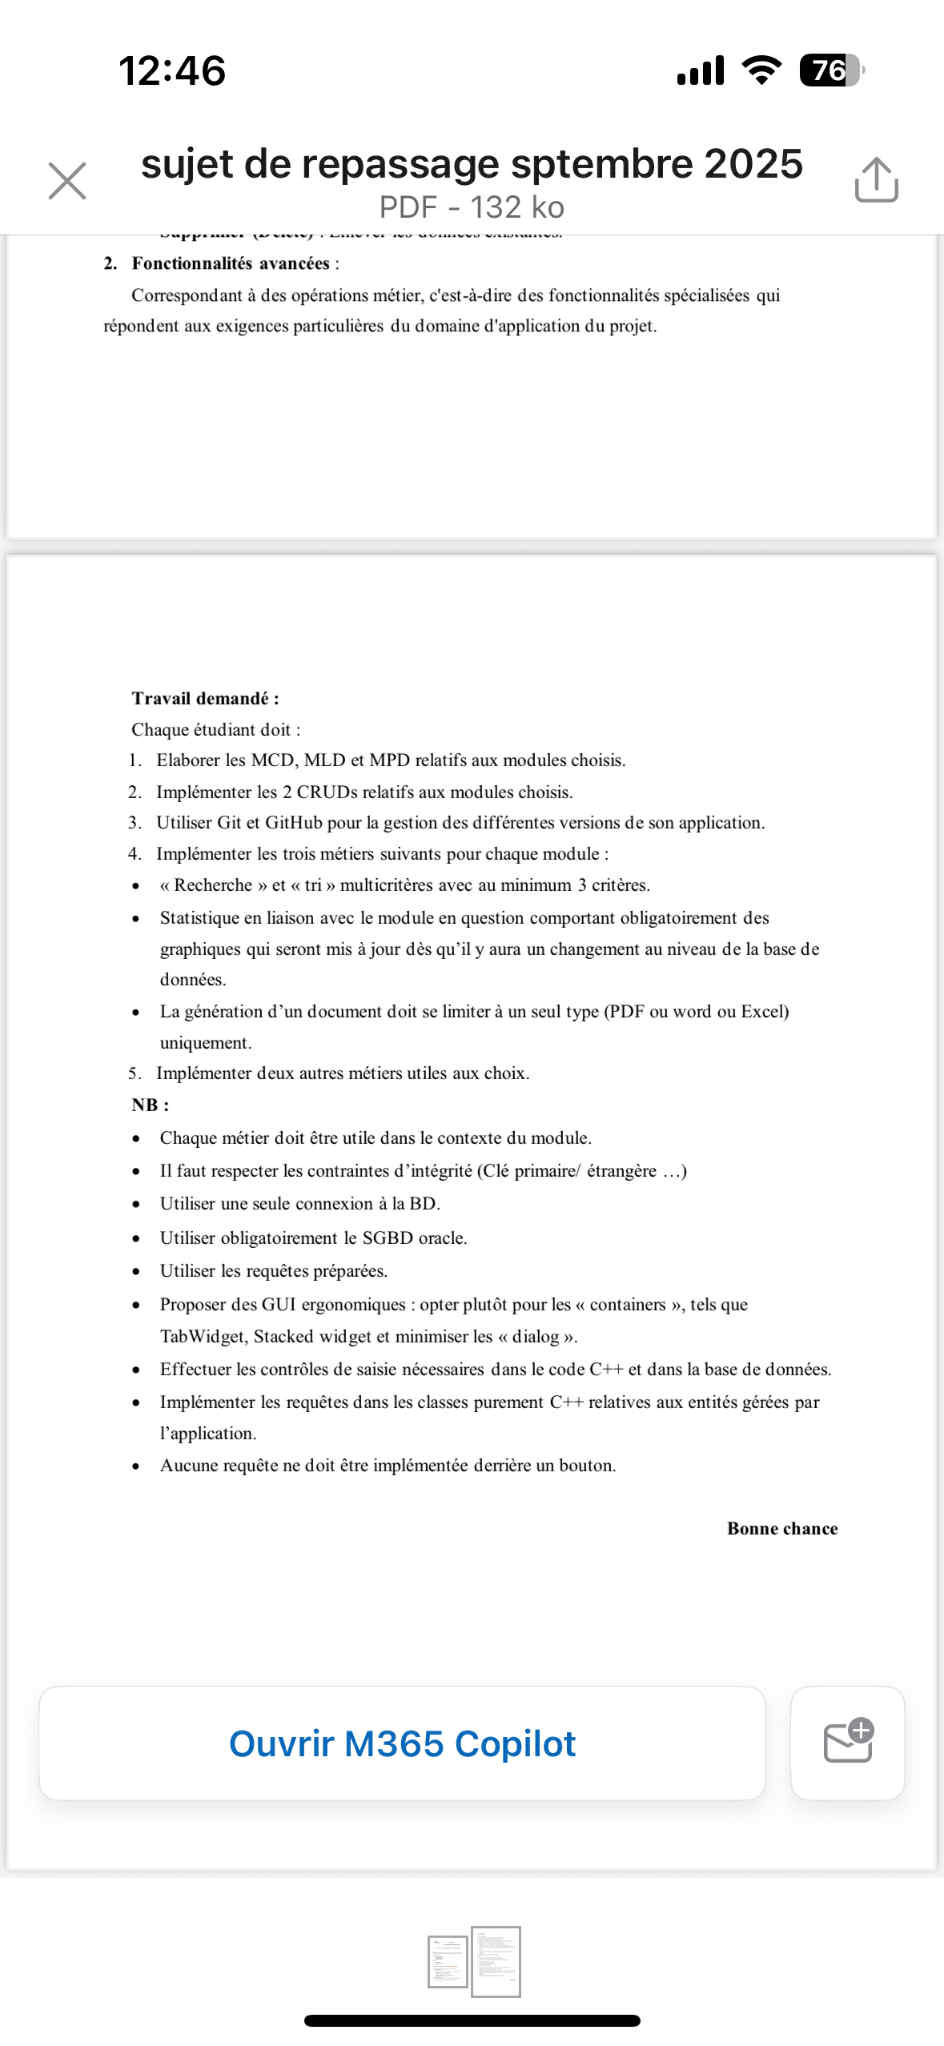 12:46
76
sujet de repassage sptembre 2025
PDF - 132 ko
Supprimer (Delete) : Enlever les données existantes.
2. Fonctionnalités avancées :
Correspondant à des opérations métier, c'est-à-dire des fonctionnalités spécialisées qui
répondent aux exigences particulières du domaine d'application du projet.
Travail demandé :
Chaque étudiant doit :
1. Elaborer les MCD, MLD et MPD relatifs aux modules choisis.
2. Implémenter les 2 CRUDs relatifs aux modules choisis.
3. Utiliser Git et GitHub pour la gestion des différentes versions de son application.
4. Implémenter les trois métiers suivants pour chaque module :
• « Recherche » et « tri » multicritères avec au minimum 3 critères.
• Statistique en liaison avec le module en question comportant obligatoirement des
graphiques qui seront mis à jour dès qu’il y aura un changement au niveau de la base de
données.
• La génération d’un document doit se limiter à un seul type (PDF ou word ou Excel)
uniquement.
5. Implémenter deux autres métiers utiles aux choix.
NB :
• Chaque métier doit être utile dans le contexte du module.
• Il faut respecter les contraintes d’intégrité (Clé primaire/ étrangère …)
• Utiliser une seule connexion à la BD.
• Utiliser obligatoirement le SGBD oracle.
• Utiliser les requêtes préparées.
• Proposer des GUI ergonomiques : opter plutôt pour les « containers », tels que
TabWidget, Stacked widget et minimiser les « dialog ».
• Effectuer les contrôles de saisie nécessaires dans le code C++ et dans la base de données.
• Implémenter les requêtes dans les classes purement C++ relatives aux entités gérées par
l’application.
• Aucune requête ne doit être implémentée derrière un bouton.
Bonne chance
Ouvrir M365 Copilot